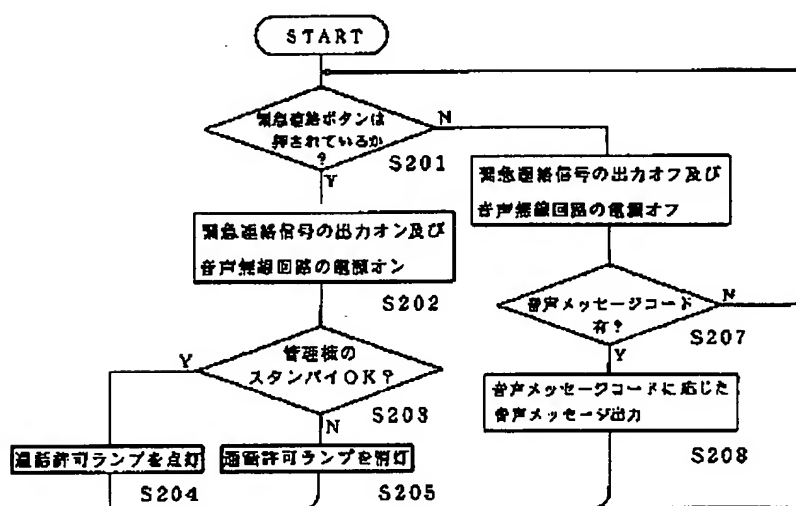 START
緊急連絡ボタンは
押されているか
?
N
S201
Y
緊急連絡信号の出力オフ及び
音声無線回路の電源オフ
緊急連絡信号の出力オン及び
音声無線回路の電源オン
S202
音声メッセージコード
有?
N
S207
Y
Y
管理機の
スタンバイOK?
S203
N
音声メッセージコードに応じた
音声メッセージ出力
S208
通話許可ランプを点灯
S204
通話許可ランプを消灯
S205